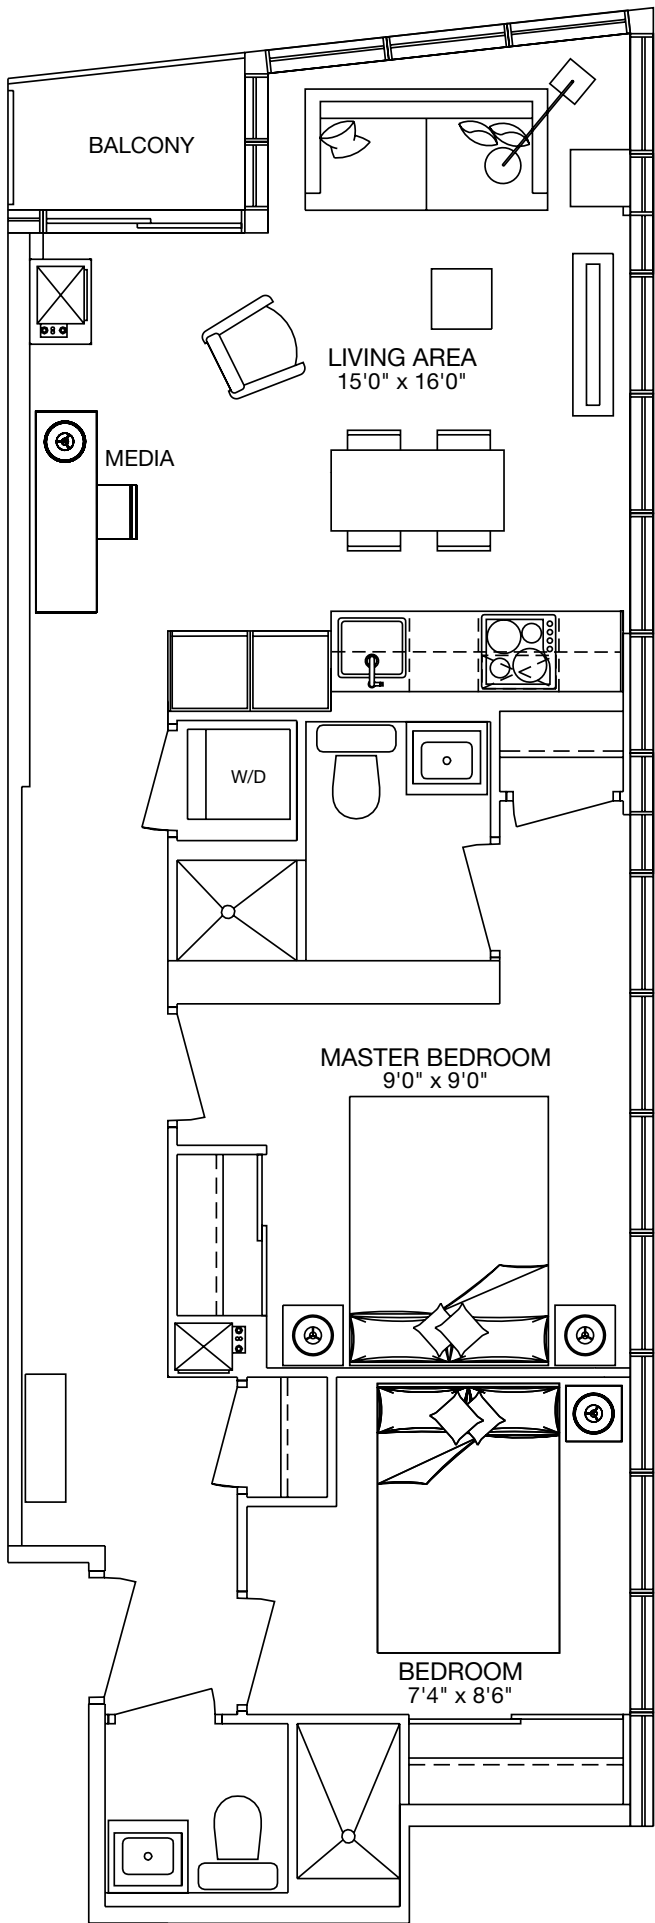 BALCONY
LIVING AREA
15'0" x 16'0"
MEDIA
W/D
MASTER BEDROOM
9'0" x 9'0"
BEDROOM
7'4" x 8'6"